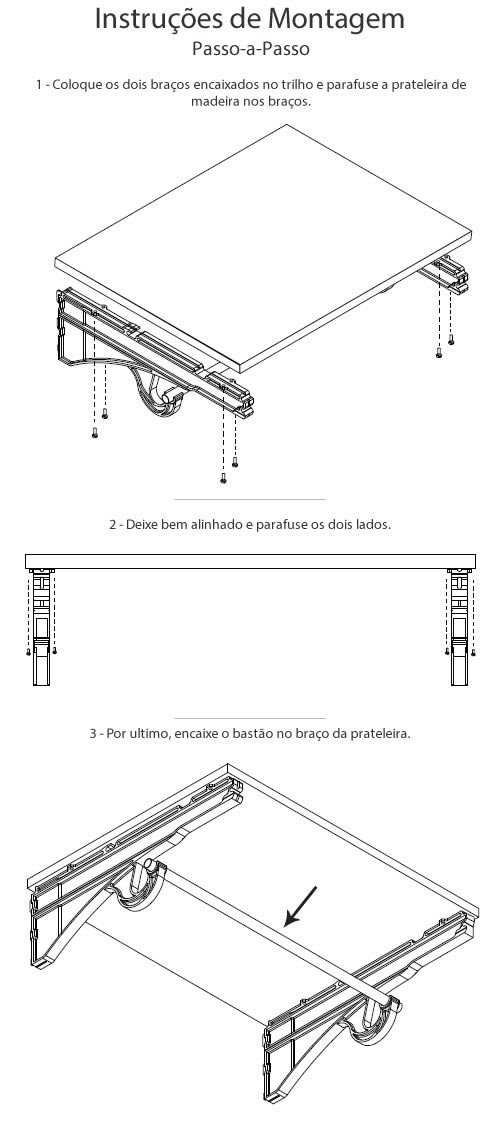 Instruções de Montagem
Passo-a-Passo
1 - Coloque os dois braços encaixados no trilho e parafuse a prateleira de
madeira nos braços.
2 - Deixe bem alinhado e parafuse os dois lados.
3 - Por ultimo, encaixe o bastão no braço da prateleira.